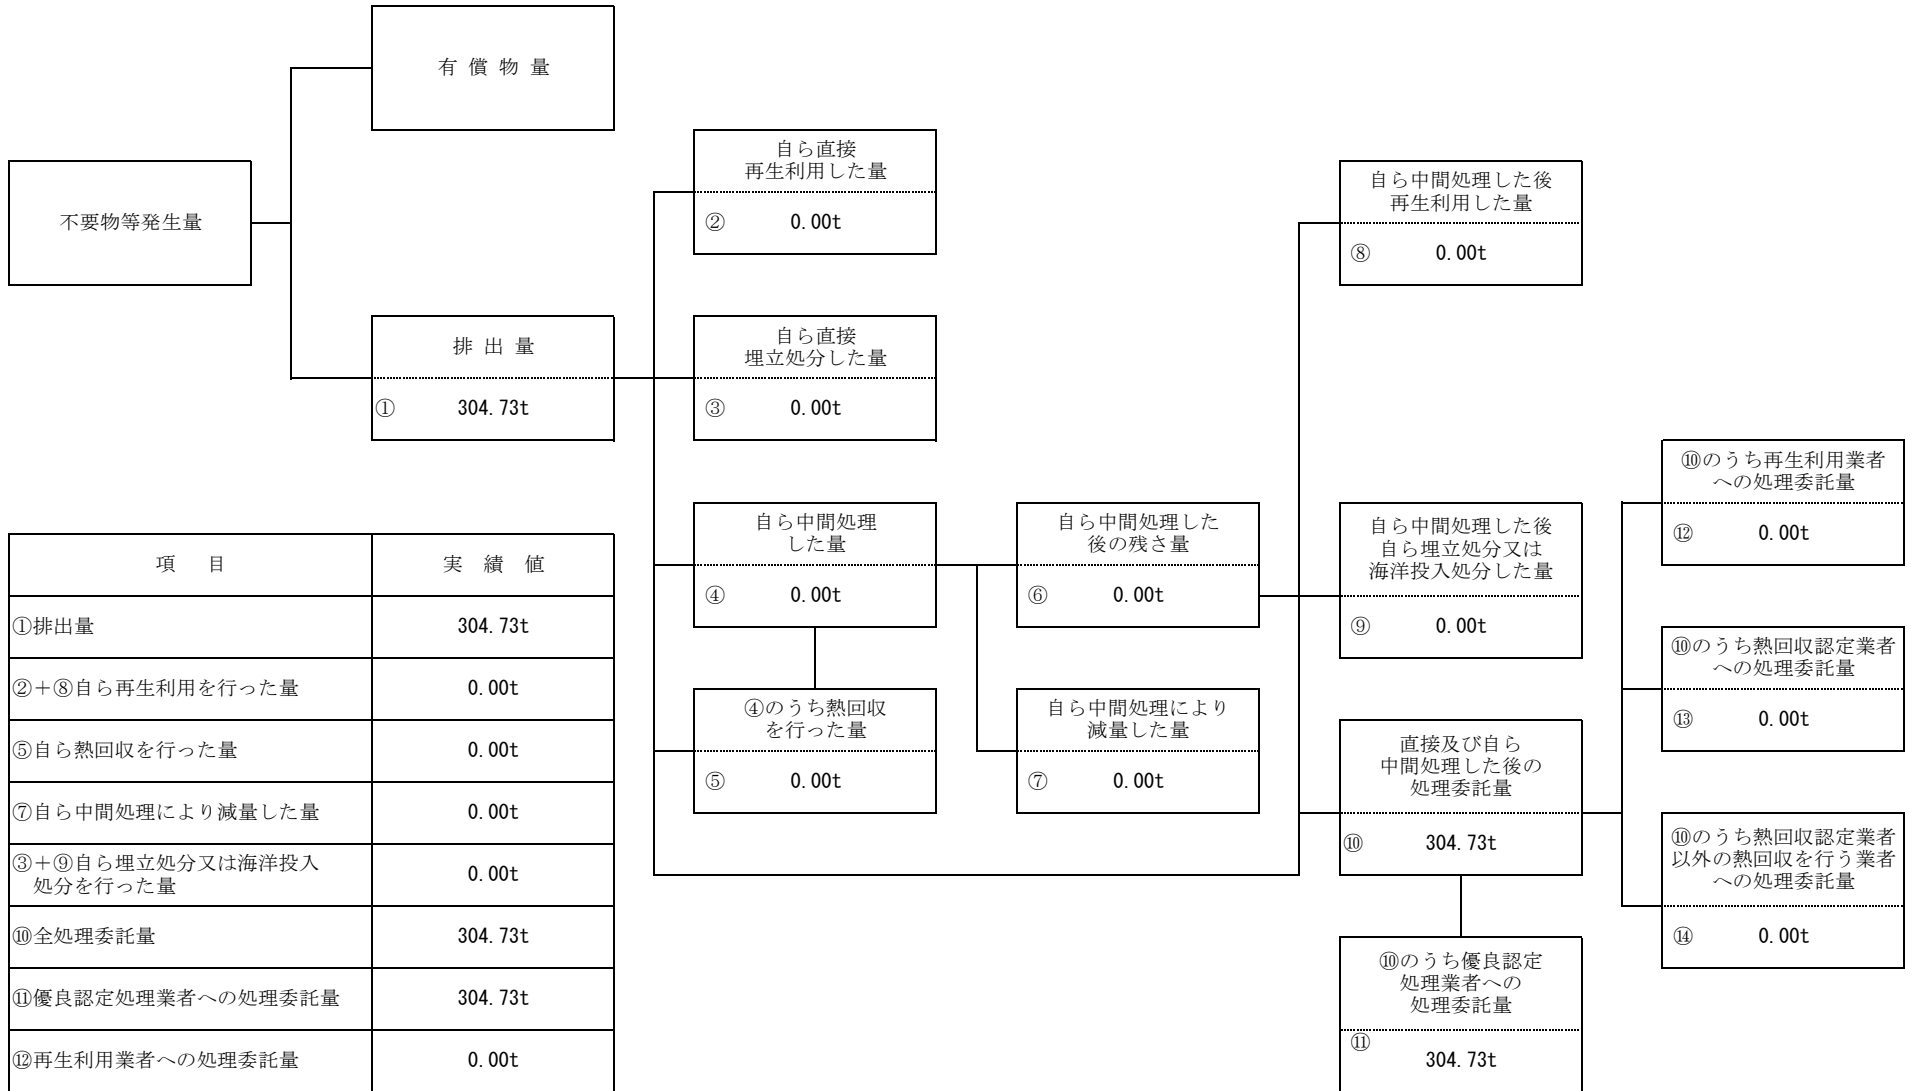 有 償 物 量
不要物等発生量
排 出 量
① 304.73t
自ら直接
再生利用した量
② 0.00t
自ら直接
埋立処分した量
③ 0.00t
自ら中間処理
した量
④ 0.00t
④のうち熱回収
を行った量
⑤ 0.00t
自ら中間処理した
後の残さ量
⑥ 0.00t
自ら中間処理により
減量した量
⑦ 0.00t
自ら中間処理した後
再生利用した量
⑧ 0.00t
自ら中間処理した後
自ら埋立処分又は
海洋投入処分した量
⑨ 0.00t
直接及び自ら
中間処理した後の
処理委託量
⑩ 304.73t
⑩のうち優良認定
処理業者への
処理委託量
⑪ 304.73t
⑩のうち再生利用業者
への処理委託量
⑫ 0.00t
⑩のうち熱回収認定業者
への処理委託量
⑬ 0.00t
⑩のうち熱回収認定業者
以外の熱回収を行う業者
への処理委託量
⑭ 0.00t
項 目 実 績 値
①排出量 304.73t
②+⑧自ら再生利用を行った量 0.00t
⑤自ら熱回収を行った量 0.00t
⑦自ら中間処理により減量した量 0.00t
③+⑨自ら埋立処分又は海洋投入
処分を行った量 0.00t
⑩全処理委託量 304.73t
⑪優良認定処理業者への処理委託量 304.73t
⑫再生利用業者への処理委託量 0.00t